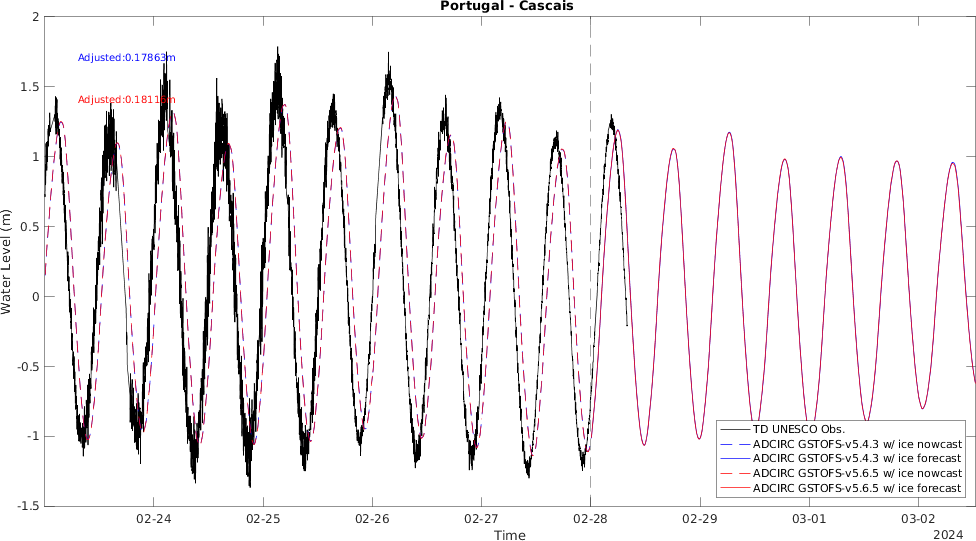 Portugal - Cascais
2
1.5
1
0.5
0
-0.5
-1
-1.5
Water Level (m)
Adjusted:0.17863m
Adjusted:0.1811
02-24
02-25
02-26
02-27
02-28
02-29
03-01
03-02
Time
2024
TD UNESCO Obs.
ADCIRC GSTOFS-v5.4.3 w/ ice nowcast
ADCIRC GSTOFS-v5.4.3 w/ ice forecast
ADCIRC GSTOFS-v5.6.5 w/ ice nowcast
ADCIRC GSTOFS-v5.6.5 w/ ice forecast